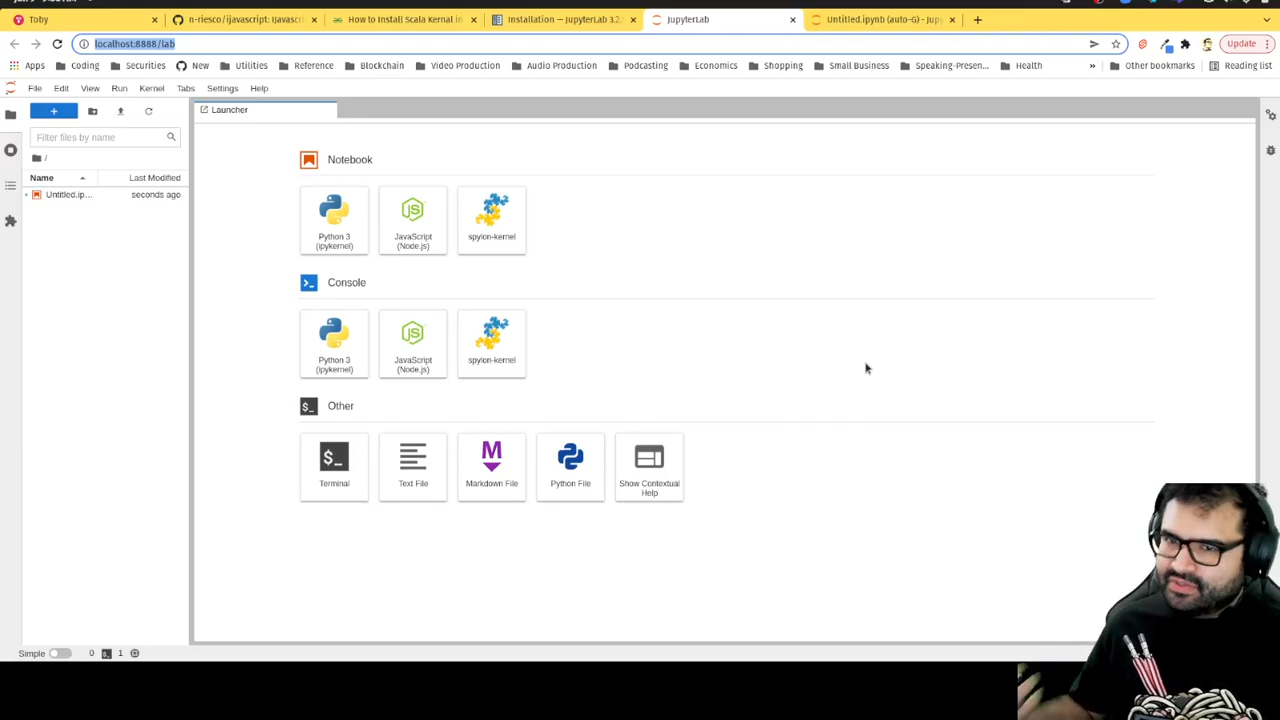 Toby
n-riesco/ijavascript: IJavascri
How to Install Scala Kernel in
Installation — JupyterLab 3.2.
JupyterLab
Untitled.ipynb (auto-G) - Jupy
localhost:8888/lab
Update
Apps
Coding
Securities
New
Utilities
Reference
Blockchain
Video Production
Audio Production
Podcasting
Economics
Shopping
Small Business
Speaking-Presen...
Health
»
Other bookmarks
Reading list
File Edit View Run Kernel Tabs Settings Help
Launcher
Filter files by name
/
Name
Last Modified
Untitled.ip...
seconds ago
Notebook
Python 3
(ipykernel)
JavaScript
(Node.js)
spylon-kernel
Console
Python 3
(ipykernel)
JavaScript
(Node.js)
spylon-kernel
Other
$_
Terminal
Text File
M
Markdown File
Python File
Show Contextual
Help
Simple
0
1